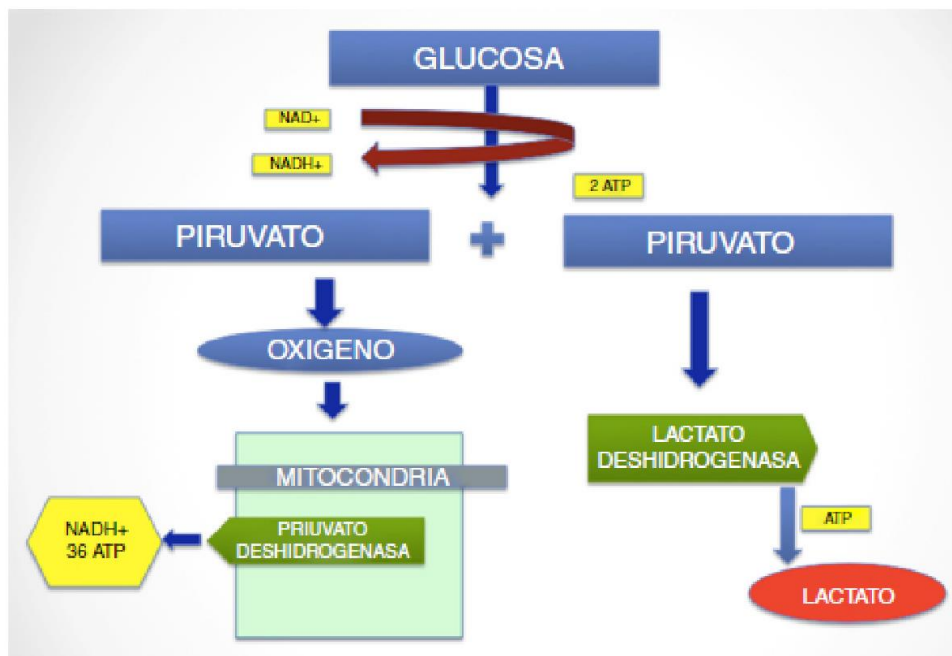 GLUCOSA
NAD+
NADH+
2 ATP
PIRUVATO
PIRUVATO
OXIGENO
LACTATO
DESHIDROGENASA
MITOCONDRIA
NADH+
36 ATP
PRIUVATO
DESHIDROGENASA
ATP
LACTATO